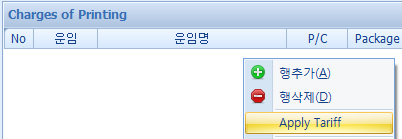 Charges of Printing
No 운임 운임명 P/C Package
행추가(A)
행삭제(D)
Apply Tariff